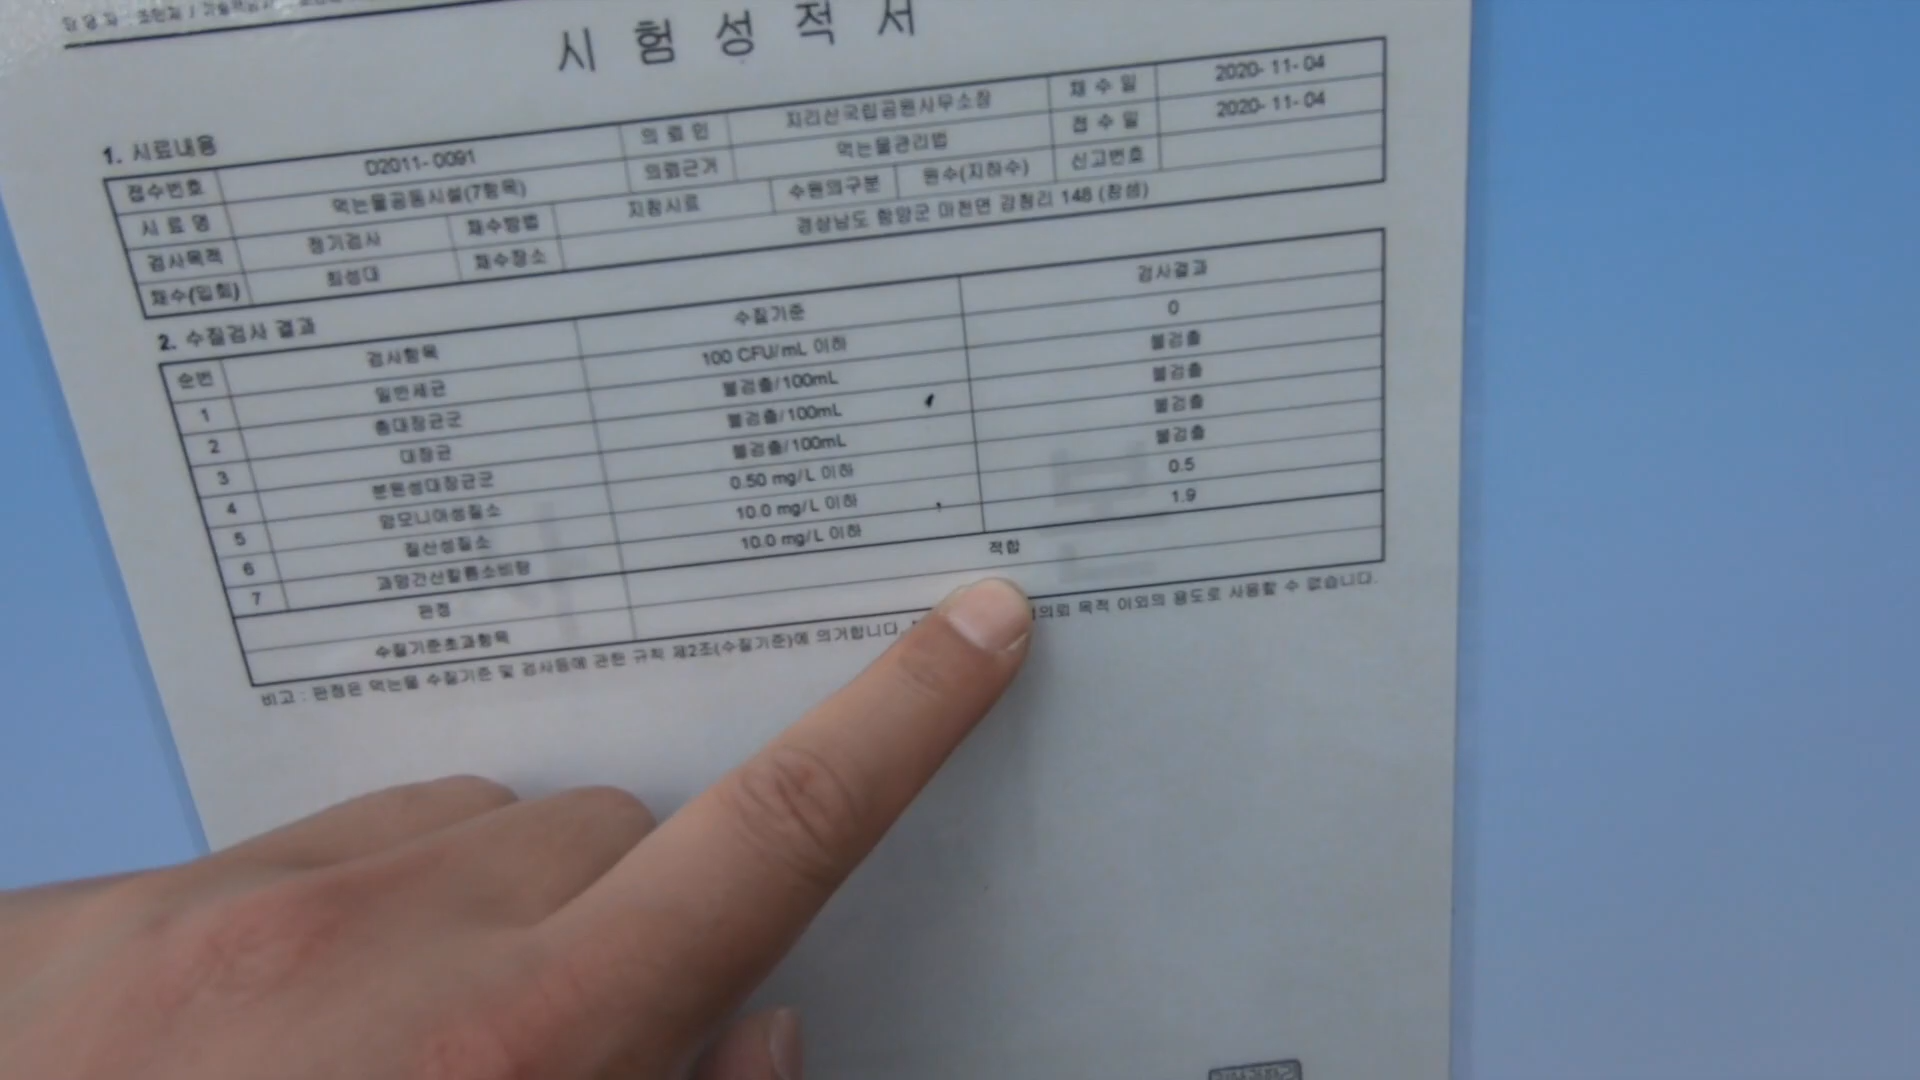 시 험 성 적 서
1. 시료내용
접수번호 D2011-0091 의 뢰 인 지리산국립공원사무소장 채 수 일 2020-11-04
시 료 명 먹는물공동시설(7항목) 의뢰근거 먹는물관리법 접 수 일 2020-11-04
검사목적 정기검사 채수방법 지점시료 수원의구분 원수(지하수) 신고번호
채수(입회) 최성대 채수장소 경상남도 함양군 마천면 강청리 148 (참샘)
2. 수질검사 결과
순번 검사항목 수질기준 검사결과
1 일반세균 100 CFU/mL 이하 0
2 총대장균군 불검출/100mL 불검출
3 대장균 불검출/100mL 불검출
4 분원성대장균군 불검출/100mL 불검출
5 암모니아성질소 0.50 mg/L 이하 불검출
6 질산성질소 10.0 mg/L 이하 0.5
7 과망간산칼륨소비량 10.0 mg/L 이하 1.9
판정 적합
수질기준초과항목
비고 : 판정은 먹는물 수질기준 및 검사등에 관한 규칙 제2조(수질기준)에 의거합니다. 의뢰 목적 이외의 용도로 사용할 수 없습니다.
사 본